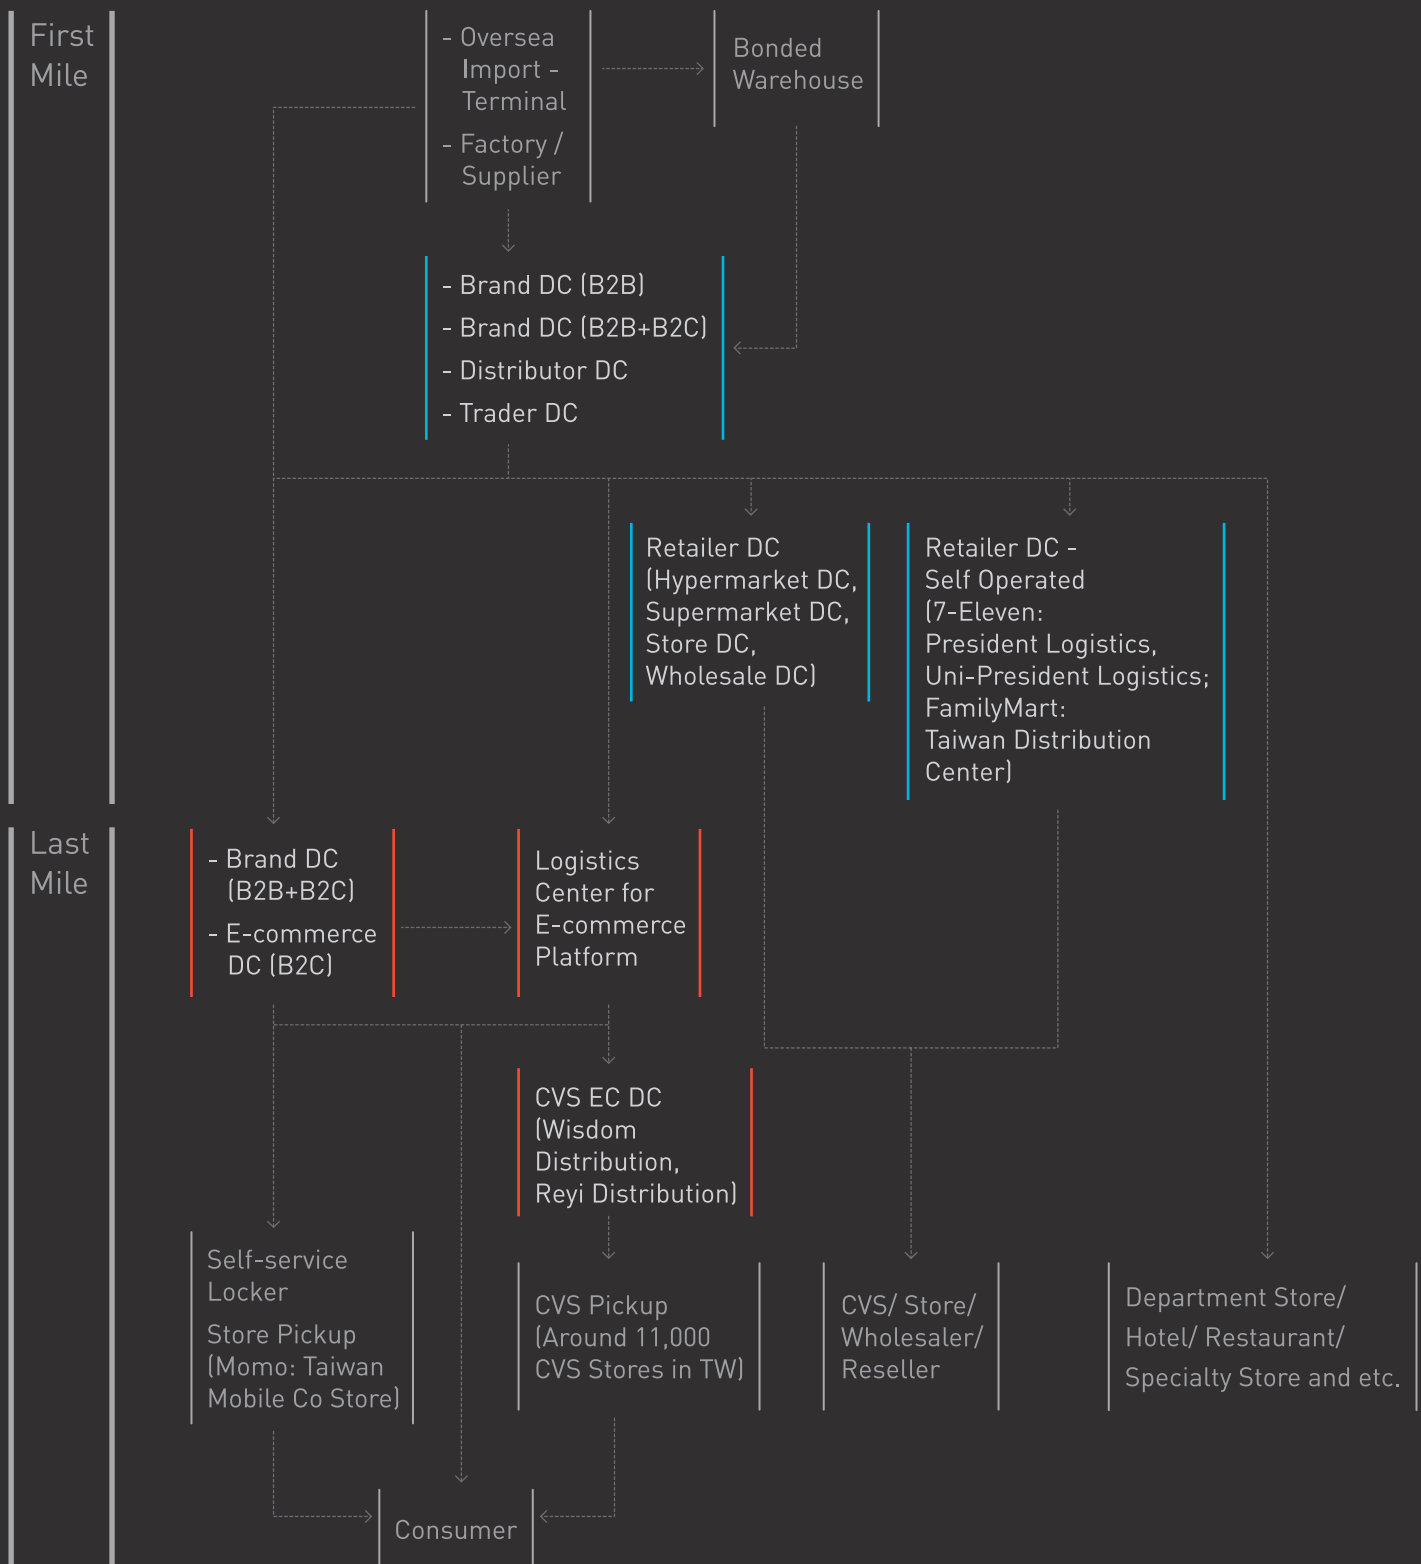 First
Mile
- Oversea
Import -
Terminal
- Factory /
Supplier
Bonded
Warehouse
- Brand DC (B2B)
- Brand DC (B2B+B2C)
- Distributor DC
- Trader DC
Retailer DC
(Hypermarket DC,
Supermarket DC,
Store DC,
Wholesale DC)
Retailer DC -
Self Operated
(7-Eleven:
President Logistics,
Uni-President Logistics;
FamilyMart:
Taiwan Distribution
Center)
Last
Mile
- Brand DC
(B2B+B2C)
- E-commerce
DC (B2C)
Logistics
Center for
E-commerce
Platform
CVS EC DC
(Wisdom
Distribution,
Reyi Distribution)
Self-service
Locker
Store Pickup
(Momo: Taiwan
Mobile Co Store)
CVS Pickup
(Around 11,000
CVS Stores in TW)
CVS/ Store/
Wholesaler/
Reseller
Department Store/
Hotel/ Restaurant/
Specialty Store and etc.
Consumer